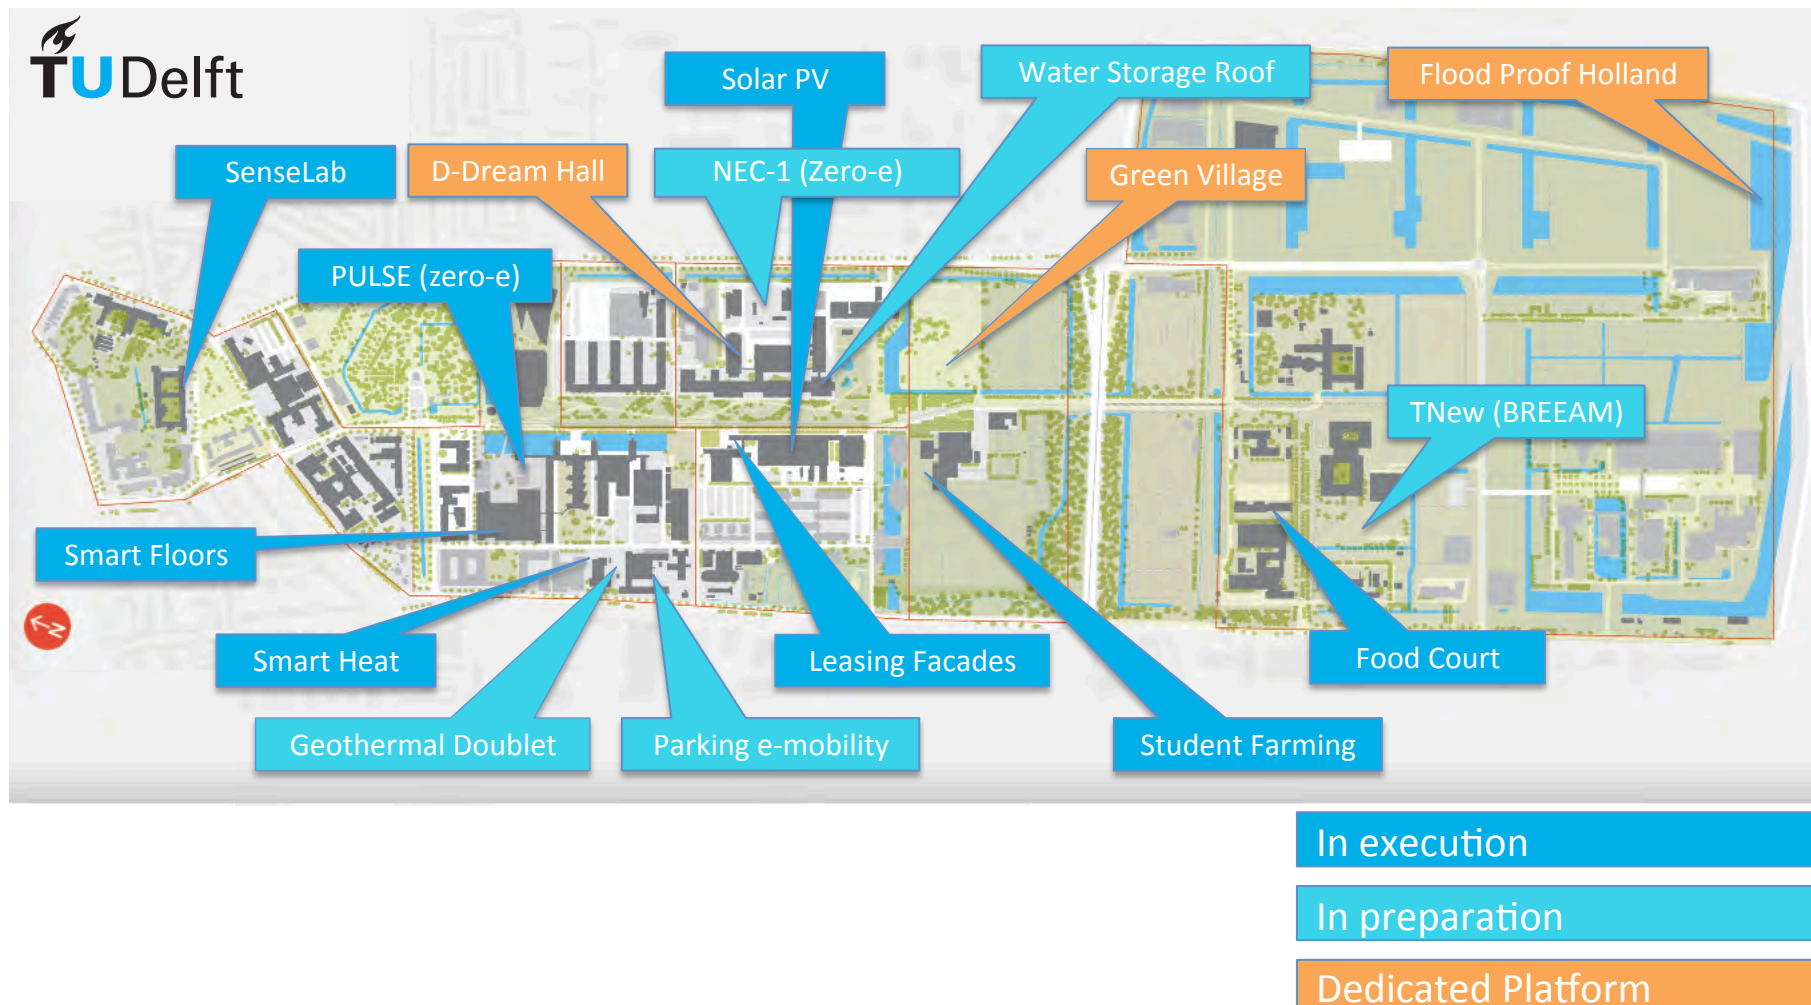 TUDelft
Solar PV
Water Storage Roof
Flood Proof Holland
SenseLab
D-Dream Hall
NEC-1 (Zero-e)
Green Village
PULSE (zero-e)
TNew (BREEAM)
Smart Floors
N
Smart Heat
Leasing Facades
Food Court
Geothermal Doublet
Parking e-mobility
Student Farming
In execution
In preparation
Dedicated Platform